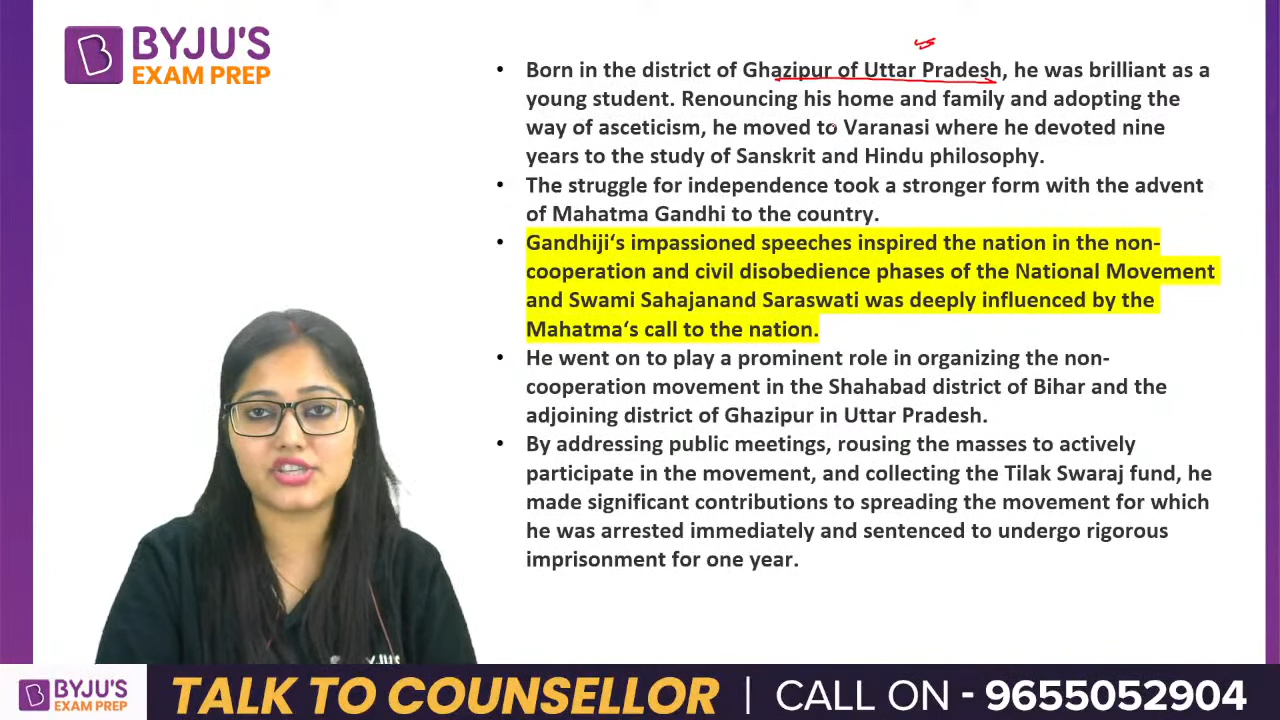 BYJU'S
EXAM PREP
• Born in the district of Ghazipur of Uttar Pradesh, he was brilliant as a
young student. Renouncing his home and family and adopting the
way of asceticism, he moved to Varanasi where he devoted nine
years to the study of Sanskrit and Hindu philosophy.
• The struggle for independence took a stronger form with the advent
of Mahatma Gandhi to the country.
• Gandhiji‘s impassioned speeches inspired the nation in the non-
cooperation and civil disobedience phases of the National Movement
and Swami Sahajanand Saraswati was deeply influenced by the
Mahatma‘s call to the nation.
• He went on to play a prominent role in organizing the non-
cooperation movement in the Shahabad district of Bihar and the
adjoining district of Ghazipur in Uttar Pradesh.
• By addressing public meetings, rousing the masses to actively
participate in the movement, and collecting the Tilak Swaraj fund, he
made significant contributions to spreading the movement for which
he was arrested immediately and sentenced to undergo rigorous
imprisonment for one year.
BYJU'S
EXAM PREP
TALK TO COUNSELLOR | CALL ON - 9655052904